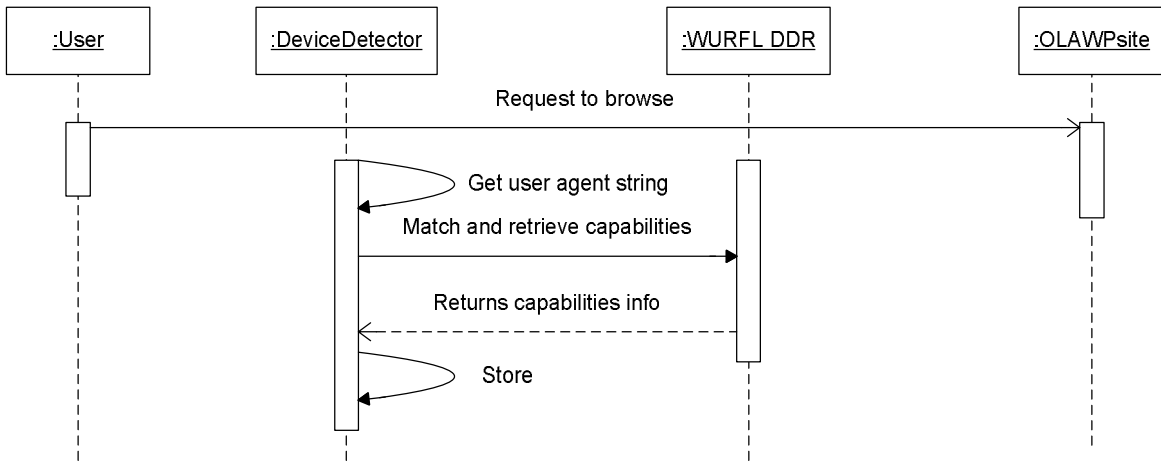 :User
:DeviceDetector
:WURFL DDR
:OLAWPsite
Request to browse
Get user agent string
Match and retrieve capabilities
Returns capabilities info
Store